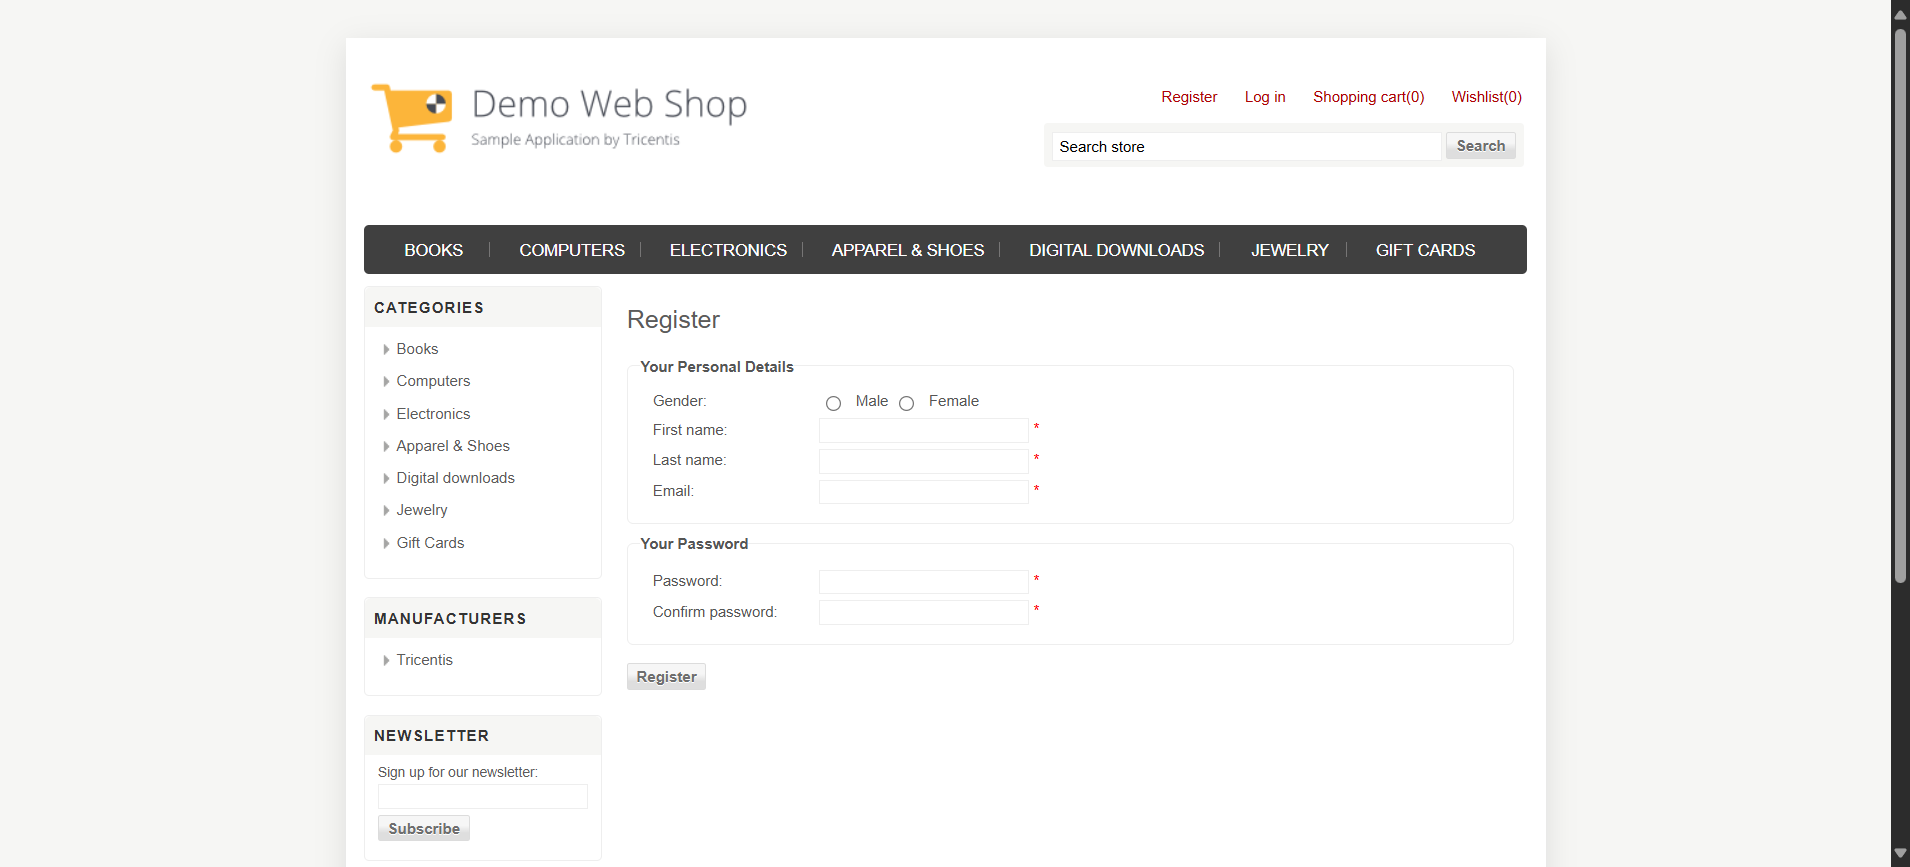 Demo Web Shop
Sample Application by Tricentis
Register Log in Shopping cart(0) Wishlist(0)
Search store Search
BOOKS COMPUTERS ELECTRONICS APPAREL & SHOES DIGITAL DOWNLOADS JEWELRY GIFT CARDS
CATEGORIES
Books
Computers
Electronics
Apparel & Shoes
Digital downloads
Jewelry
Gift Cards
MANUFACTURERS
Tricentis
NEWSLETTER
Sign up for our newsletter:
Subscribe
Register
Your Personal Details
Gender: Male Female
First name: *
Last name: *
Email: *
Your Password
Password: *
Confirm password: *
Register